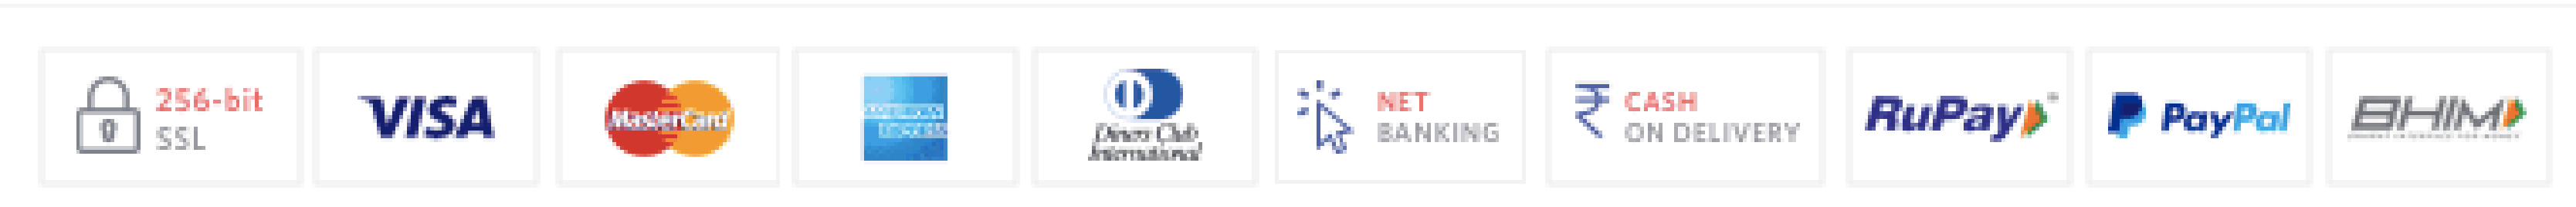 256-bit
SSL
VISA
MasterCard
AMERICAN
EXPRESS
Diners Club
International
NET
BANKING
₹ CASH
ON DELIVERY
RuPay
PayPal
BHIM